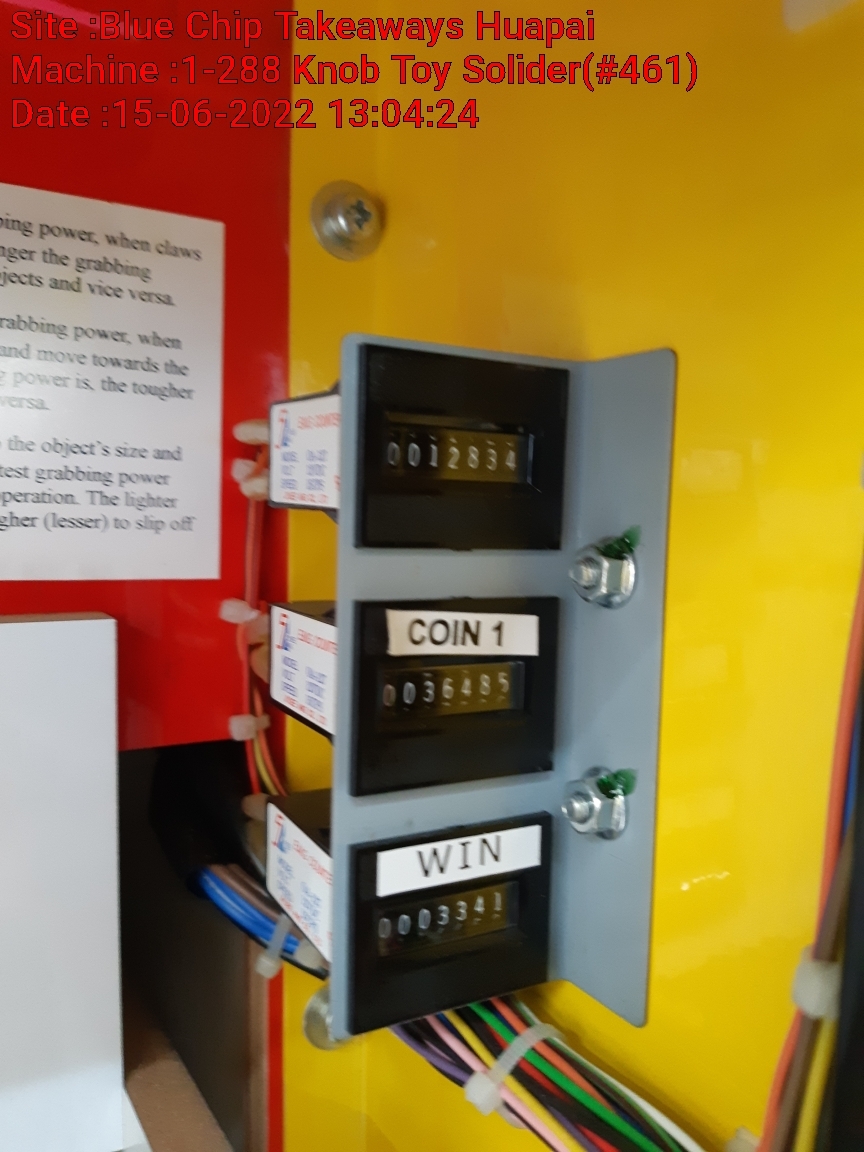 Site :Blue Chip Takeaways Huapai
Machine :1-288 Knob Toy Solider(#461)
Date :15-06-2022 13:04:24
ing power, when claws
nger the grabbing
jects and vice versa.
rabbing power, when
and move towards the
g power is, the tougher
versa.
the object's size and
test grabbing power
peration. The lighter
gher (lesser) to slip off
0012834
COIN 1
0036485
WIN
0003341